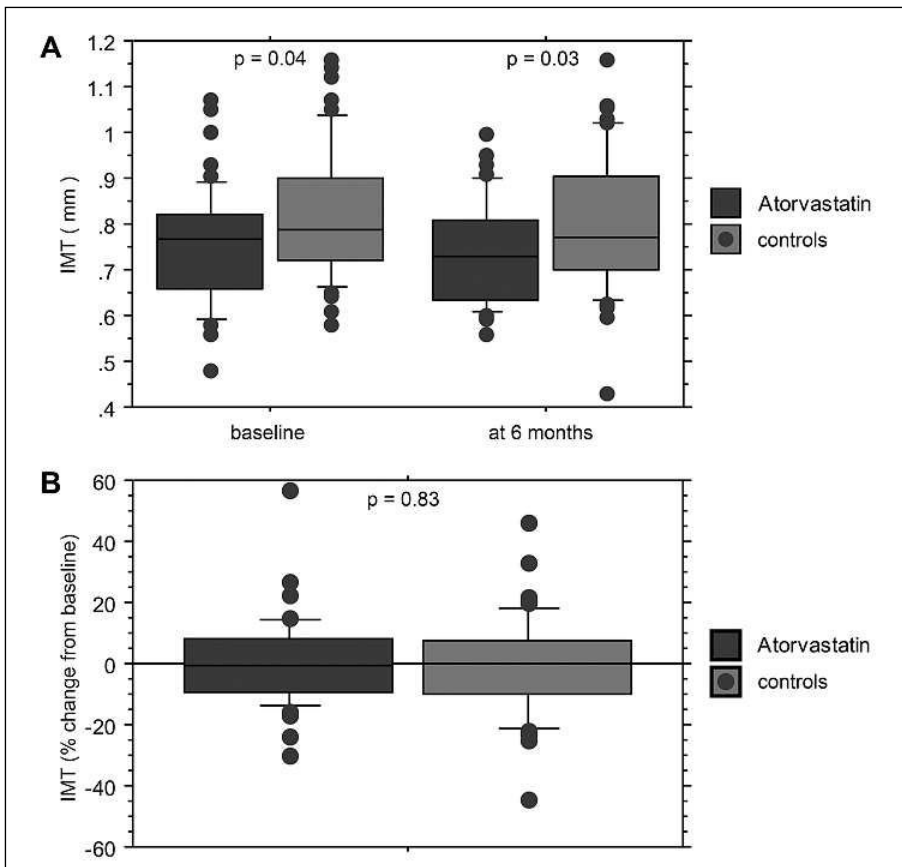 A
p = 0.04
p = 0.03
1.2
1.1
1
.9
.8
.7
.6
.5
.4
IMT ( mm )
baseline
at 6 months
Atorvastatin
controls
B
p = 0.83
60
40
20
0
-20
-40
-60
IMT (% change from baseline)
Atorvastatin
controls